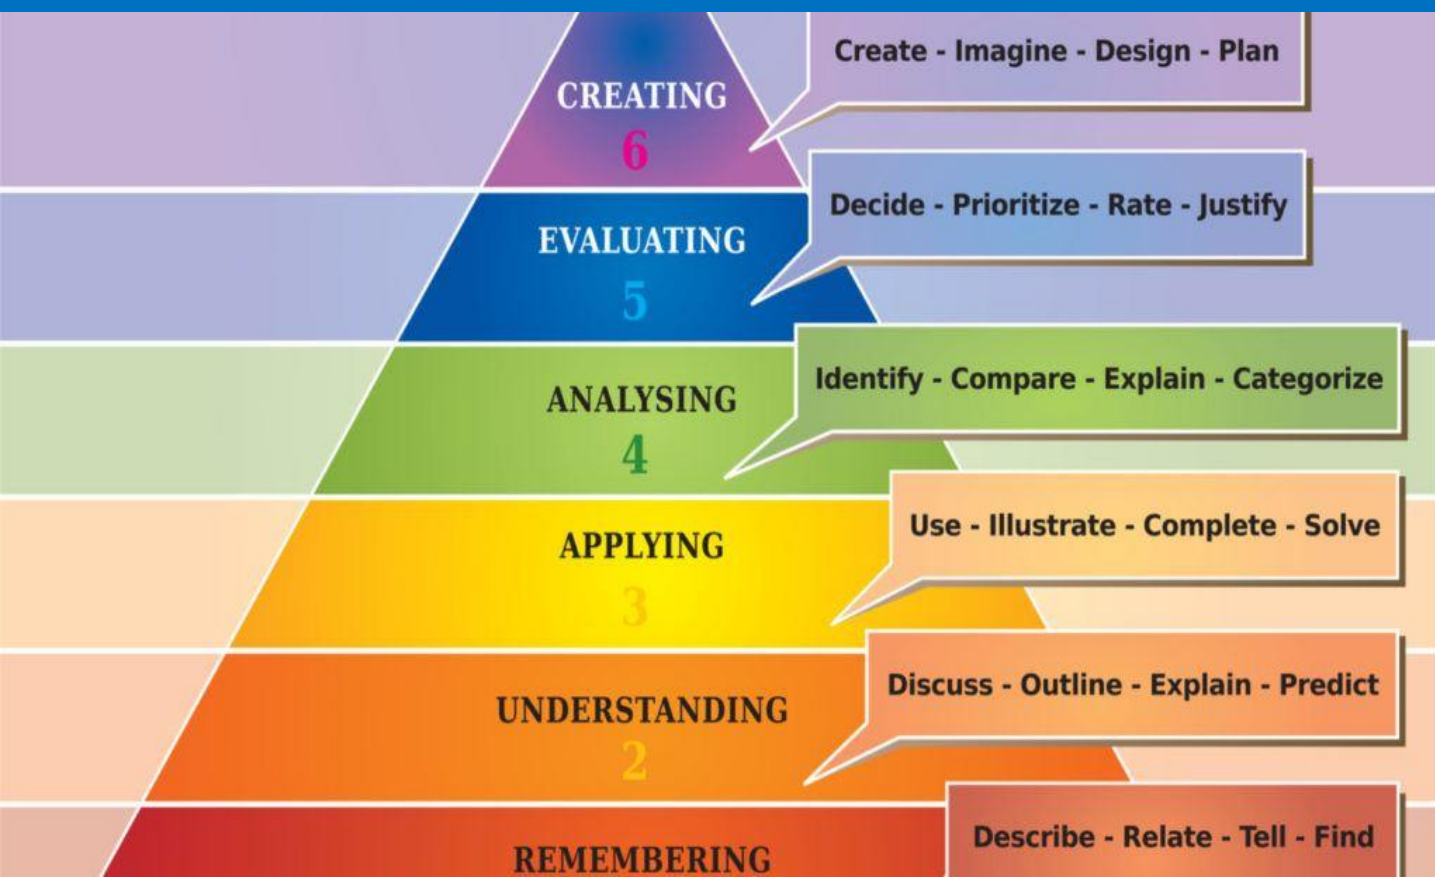 Create - Imagine - Design - Plan
CREATING
6
Decide - Prioritize - Rate - Justify
EVALUATING
5
Identify - Compare - Explain - Categorize
ANALYSING
4
Use - Illustrate - Complete - Solve
APPLYING
3
Discuss - Outline - Explain - Predict
UNDERSTANDING
2
Describe - Relate - Tell - Find
REMEMBERING